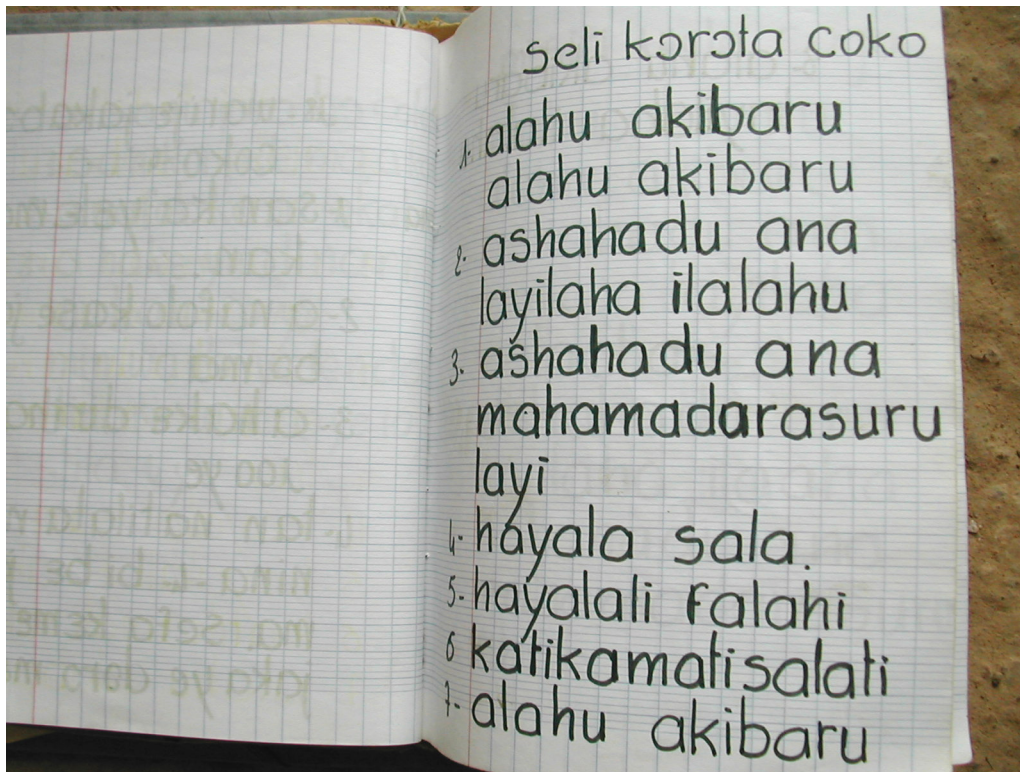 seli kɔrɔta coko
1- alahu akibaru
alahu akibaru
2- ashahadu ana
layilaha ilalahu
3- ashahadu ana
mahamadarasuru
layi
4- hayala sala.
5- hayalali falahi
6 katikamatisalati
7- alahu akibaru